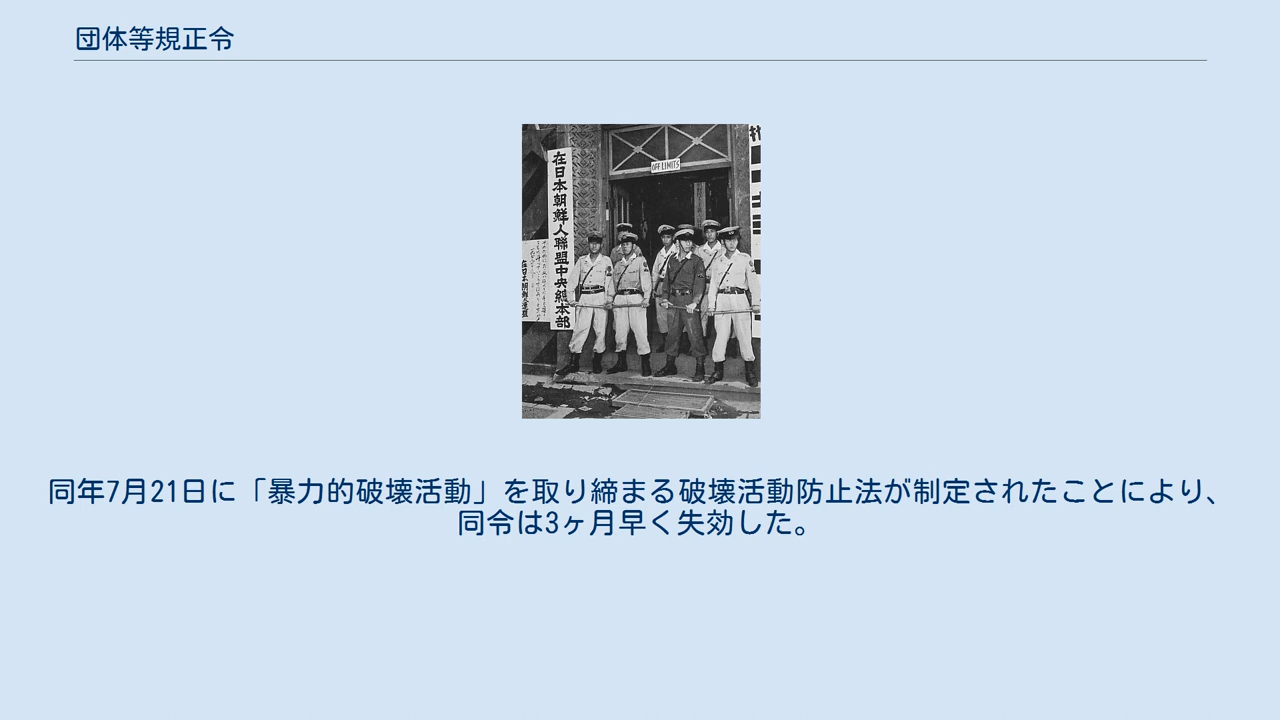 団体等規正令
OFF LIMITS
在日本朝鮮人聯盟中央総本部
同年7月21日に「暴力的破壊活動」を取り締まる破壊活動防止法が制定されたことにより、
同令は3ヶ月早く失効した。